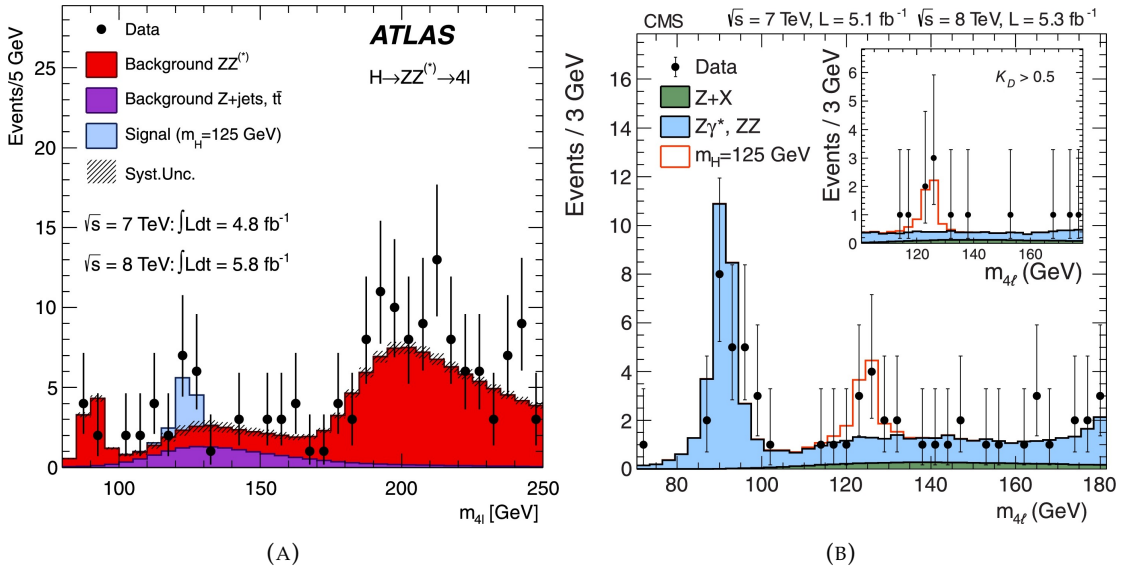 Events/5 GeV
25
20
15
10
5
0
Data
Background ZZ(*)
Background Z+jets, tt̄
Signal (mH=125 GeV)
Syst.Unc.
√s = 7 TeV: ∫Ldt = 4.8 fb-1
√s = 8 TeV: ∫Ldt = 5.8 fb-1
ATLAS
H→ZZ(*)→4l
100 150 200 250
m4l [GeV]
(A)
CMS √s = 7 TeV, L = 5.1 fb-1 √s = 8 TeV, L = 5.3 fb-1
Events / 3 GeV
16
14
12
10
8
6
4
2
0
Data
Z+X
Zγ*, ZZ
mH=125 GeV
Events / 3 GeV
6
5
4
3
2
1
0
KD > 0.5
120 140 160
m4ℓ (GeV)
80 100 120 140 160 180
m4ℓ (GeV)
(B)